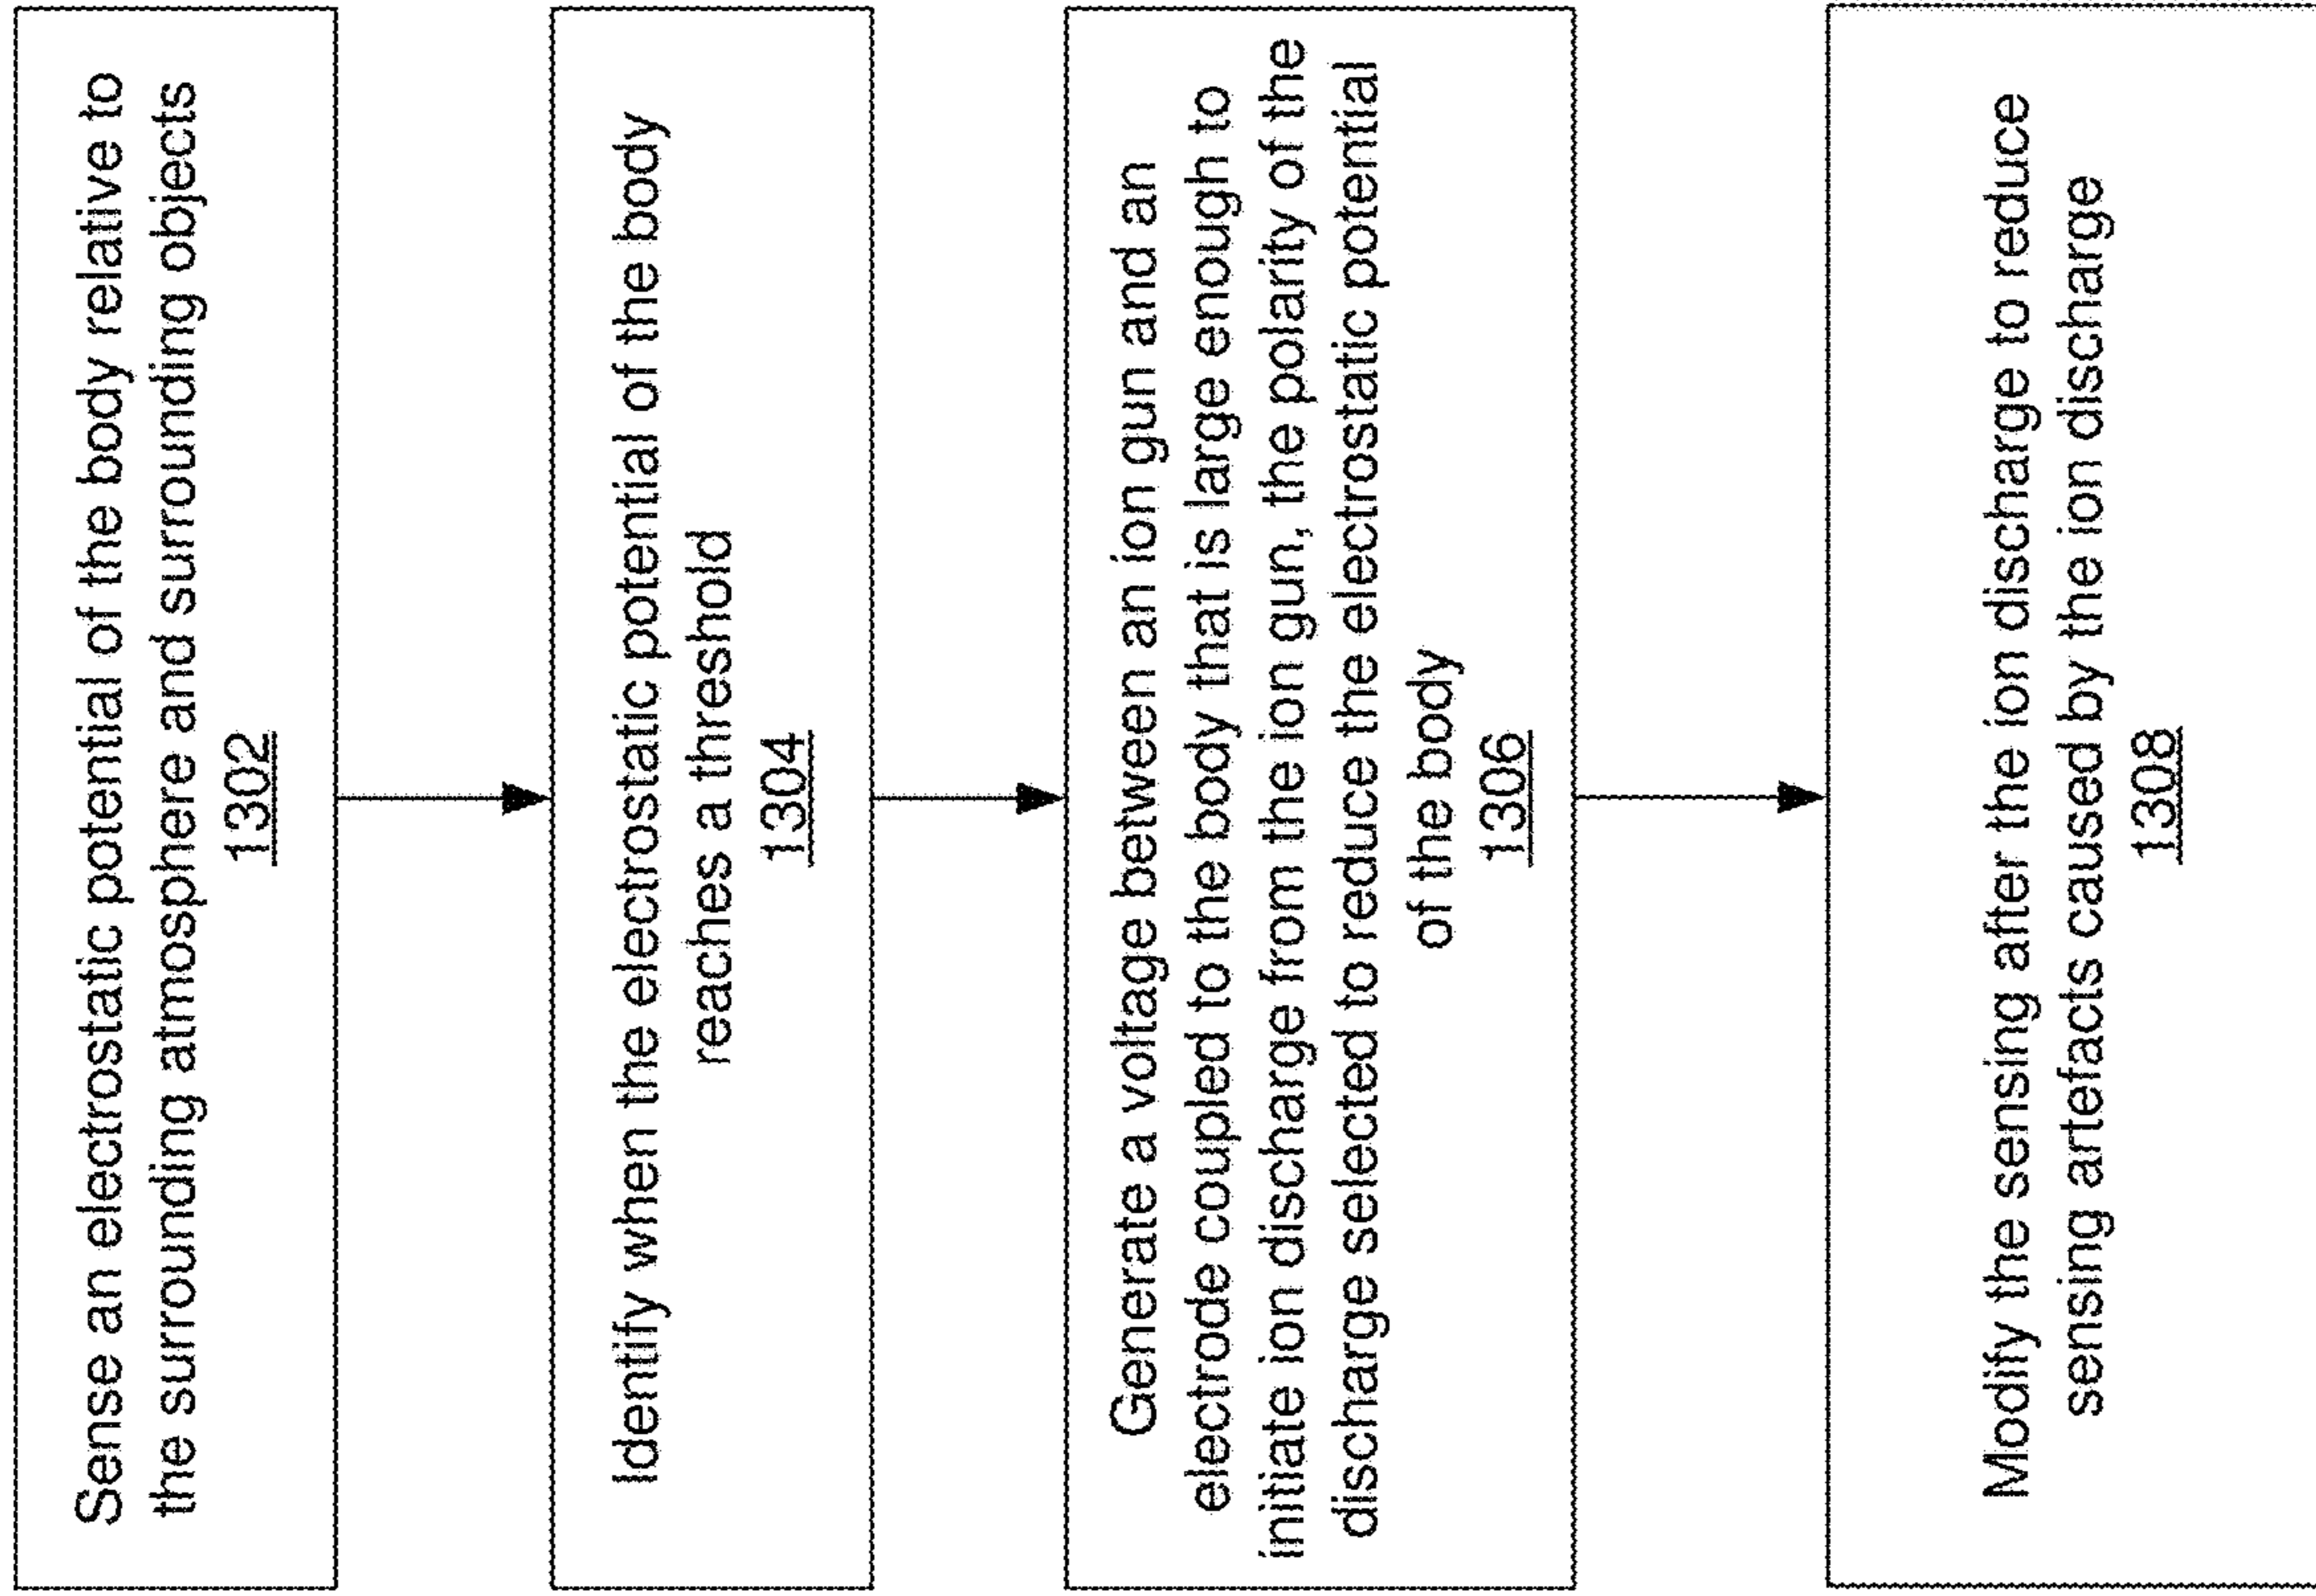 Sense an electrostatic potential of the body relative to
the surrounding atmosphere and surrounding objects
1302
Identify when the electrostatic potential of the body
reaches a threshold
1304
Generate a voltage between an ion gun and an
electrode coupled to the body that is large enough to
initiate ion discharge from the ion gun, the polarity of the
discharge selected to reduce the electrostatic potential
of the body
1306
Modify the sensing after the ion discharge to reduce
sensing artefacts caused by the ion discharge
1308